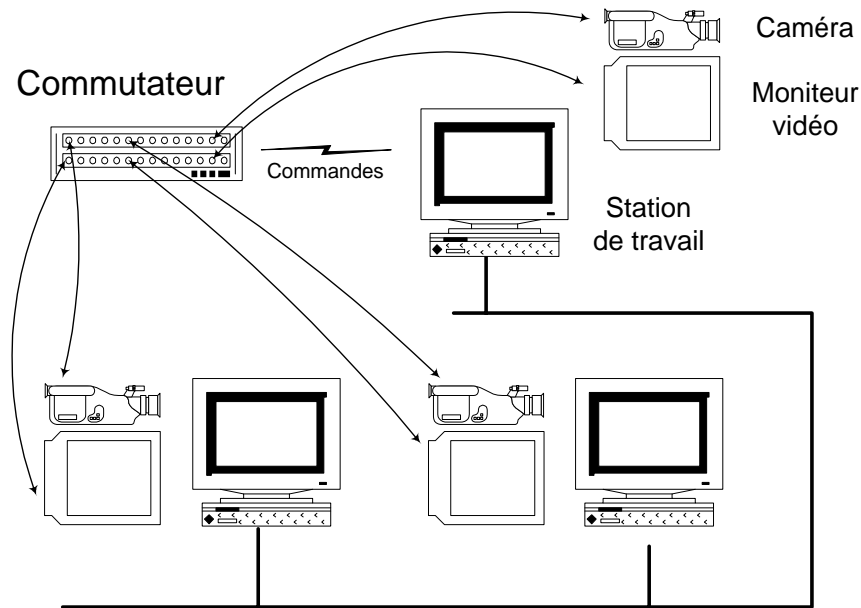 Caméra
Commutateur
Moniteur
vidéo
Commandes
Station
de travail